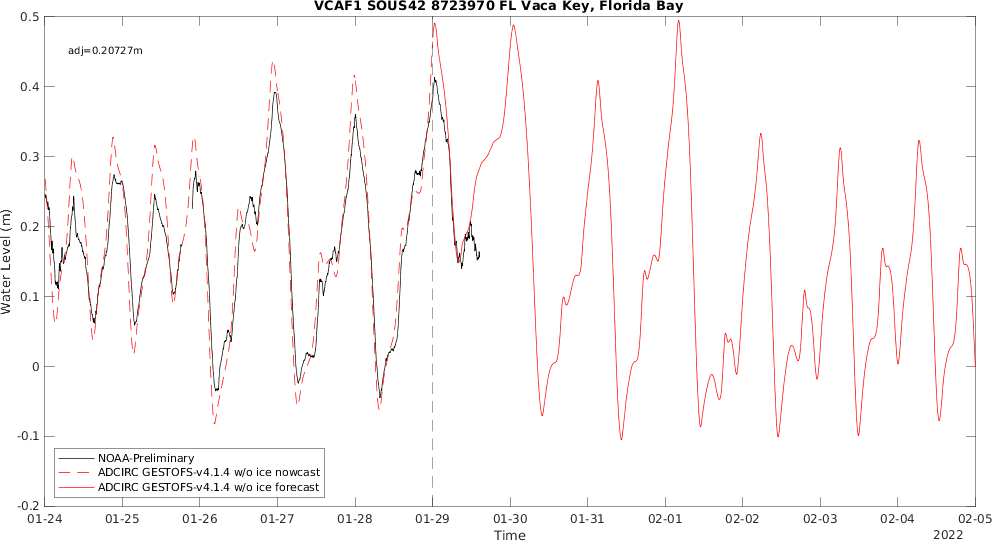 VCAF1 SOUS42 8723970 FL Vaca Key, Florida Bay
adj=0.20727m
0.5
0.4
0.3
0.2
0.1
0
-0.1
-0.2
Water Level (m)
NOAA-Preliminary
ADCIRC GESTOFS-v4.1.4 w/o ice nowcast
ADCIRC GESTOFS-v4.1.4 w/o ice forecast
01-24 01-25 01-26 01-27 01-28 01-29 01-30 01-31 02-01 02-02 02-03 02-04 02-05
Time
2022